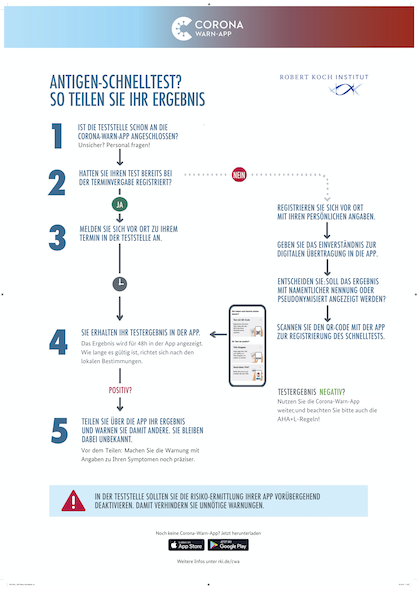 CORONA
WARN-APP
ANTIGEN-SCHNELLTEST?
SO TEILEN SIE IHR ERGEBNIS
ROBERT KOCH INSTITUT
1
IST DIE TESTSTELLE SCHON AN DIE
CORONA-WARN-APP ANGESCHLOSSEN?
Unsicher? Personal fragen!
2
HATTEN SIE IHREN TEST BEREITS BEI
DER TERMINVERGABE REGISTRIERT?
NEIN
JA
3
MELDEN SIE SICH VOR ORT ZU IHREM
TERMIN IN DER TESTSTELLE AN.
REGISTRIEREN SIE SICH VOR ORT
MIT IHREN PERSÖNLICHEN ANGABEN.
GEBEN SIE DAS EINVERSTÄNDNIS ZUR
DIGITALEN ÜBERTRAGUNG IN DIE APP.
ENTSCHEIDEN SIE: SOLL DAS ERGEBNIS
MIT NAMENTLICHER NENNUNG ODER
PSEUDONYMISIERT ANGEZEIGT WERDEN?
SCANNEN SIE DEN QR-CODE MIT DER APP
ZUR REGISTRIERUNG DES SCHNELLTESTS.
4
SIE ERHALTEN IHR TESTERGEBNIS IN DER APP.
Das Ergebnis wird für 48h in der App angezeigt.
Wie lange es gültig ist, richtet sich nach den
lokalen Bestimmungen.
POSITIV?
TESTERGEBNIS NEGATIV?
Nutzen Sie die Corona-Warn-App
weiter, und beachten Sie bitte auch die
AHA+L-Regeln!
5
TEILEN SIE ÜBER DIE APP IHR ERGEBNIS
UND WARNEN SIE DAMIT ANDERE. SIE BLEIBEN
DABEI UNBEKANNT.
Vor dem Teilen: Machen Sie die Warnung mit
Angaben zu Ihren Symptomen noch präziser.
IN DER TESTSTELLE SOLLTEN SIE DIE RISIKO-ERMITTLUNG IHRER APP VORÜBERGEHEND
DEAKTIVIEREN. DAMIT VERHINDERN SIE UNNÖTIGE WARNUNGEN.
Noch keine Corona-Warn-App? Jetzt herunterladen
App Store
Google Play
Weitere Infos unter rki.de/cwa